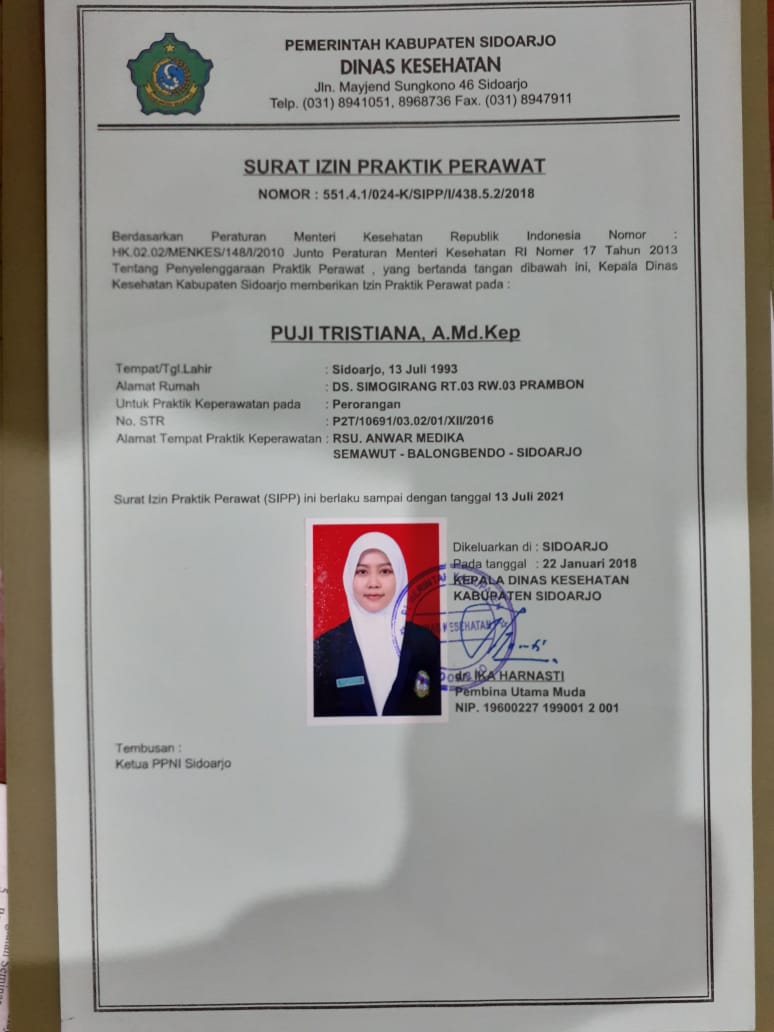 PEMERINTAH KABUPATEN SIDOARJO
DINAS KESEHATAN
Jln. Mayjend Sungkono 46 Sidoarjo
Telp. (031) 8941051, 8968736 Fax. (031) 8947911
SURAT IZIN PRAKTIK PERAWAT
NOMOR : 551.4.1/024-K/SIPP/I/438.5.2/2018
Berdasarkan Peraturan Menteri Kesehatan Republik Indonesia Nomor :
HK.02.02/MENKES/148/I/2010 Junto Peraturan Menteri Kesehatan RI Nomer 17 Tahun 2013
Tentang Penyelenggaraan Praktik Perawat , yang bertanda tangan dibawah ini, Kepala Dinas
Kesehatan Kabupaten Sidoarjo memberikan Izin Praktik Perawat pada :
PUJI TRISTIANA, A.Md.Kep
Tempat/Tgl.Lahir : Sidoarjo, 13 Juli 1993
Alamat Rumah : DS. SIMOGIRANG RT.03 RW.03 PRAMBON
Untuk Praktik Keperawatan pada : Perorangan
No. STR : P2T/10691/03.02/01/XII/2016
Alamat Tempat Praktik Keperawatan : RSU. ANWAR MEDIKA
SEMAWUT - BALONGBENDO - SIDOARJO
Surat Izin Praktik Perawat (SIPP) ini berlaku sampai dengan tanggal 13 Juli 2021
Dikeluarkan di : SIDOARJO
Pada tanggal : 22 Januari 2018
KEPALA DINAS KESEHATAN
KABUPATEN SIDOARJO
dr. IKA HARNASTI
Pembina Utama Muda
NIP. 19600227 199001 2 001
Tembusan :
Ketua PPNI Sidoarjo